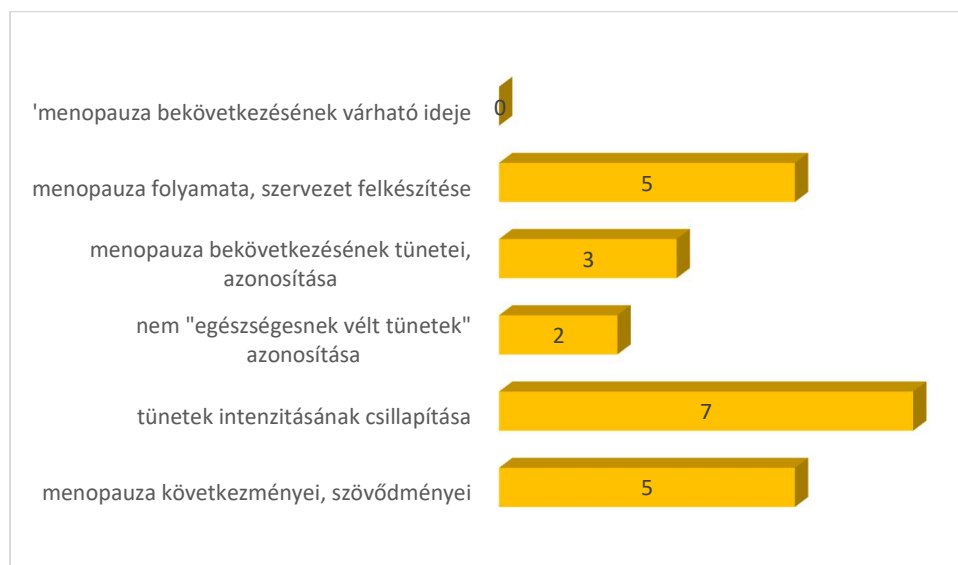 'menopauza bekövetkezésének várható ideje
0
menopauza folyamata, szervezet felkészítése
5
menopauza bekövetkezésének tünetei,
azonosítása
3
nem "egészségesnek vélt tünetek"
azonosítása
2
tünetek intenzitásának csillapítása
7
menopauza következményei, szövődményei
5